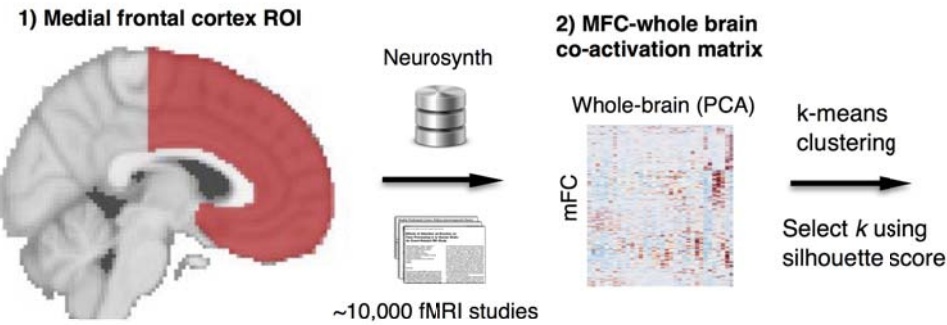 1) Medial frontal cortex ROI
Neurosynth
~10,000 fMRI studies
2) MFC-whole brain
co-activation matrix
Whole-brain (PCA)
mFC
k-means
clustering
Select k using
silhouette score